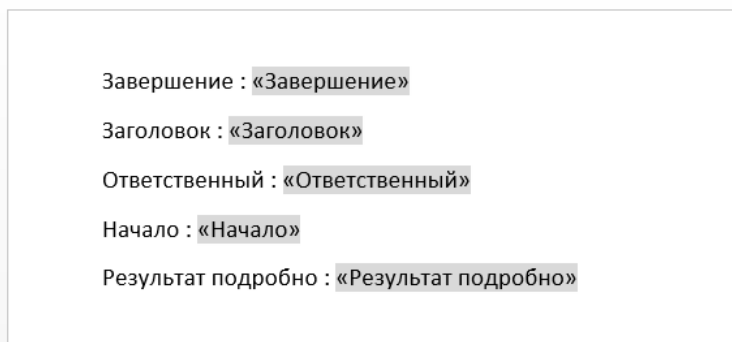 Завершение : «Завершение»
Заголовок : «Заголовок»
Ответственный : «Ответственный»
Начало : «Начало»
Результат подробно : «Результат подробно»